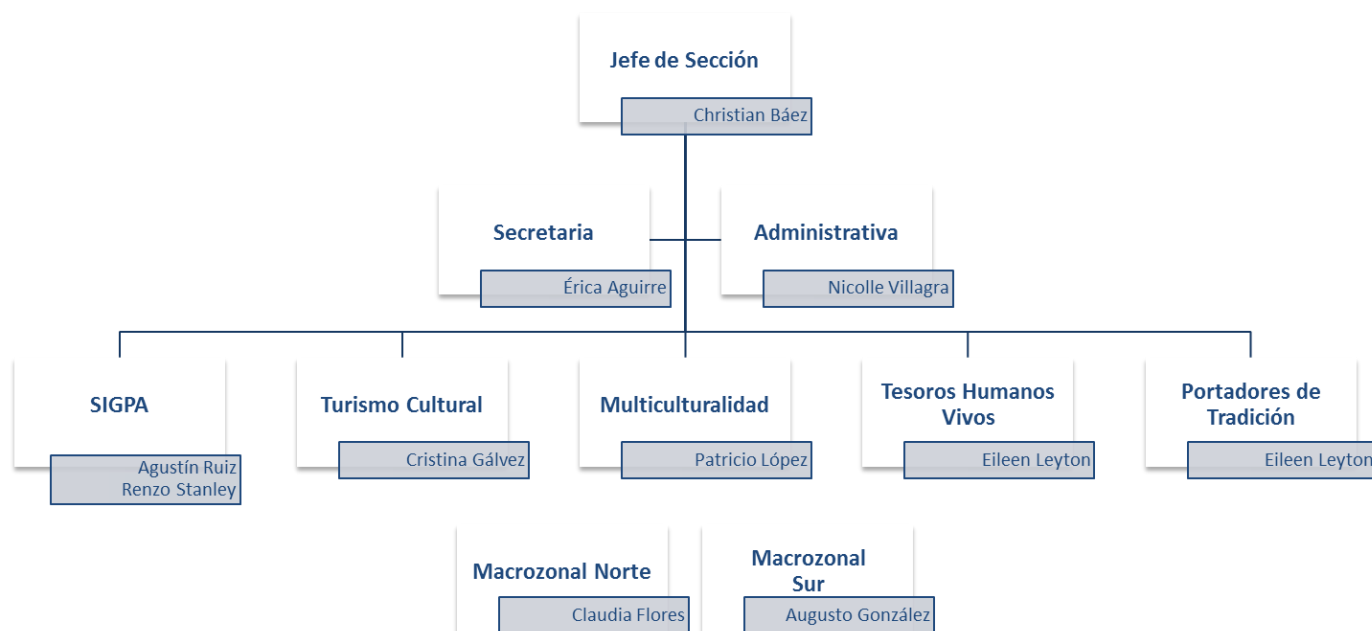 Jefe de Sección
Christian Báez
Secretaria
Érica Aguirre
Administrativa
Nicolle Villagra
SIGPA
Agustín Ruiz
Renzo Stanley
Turismo Cultural
Cristina Gálvez
Multiculturalidad
Patricio López
Tesoros Humanos
Vivos
Eileen Leyton
Portadores de
Tradición
Eileen Leyton
Macrozonal Norte
Claudia Flores
Macrozonal
Sur
Augusto González